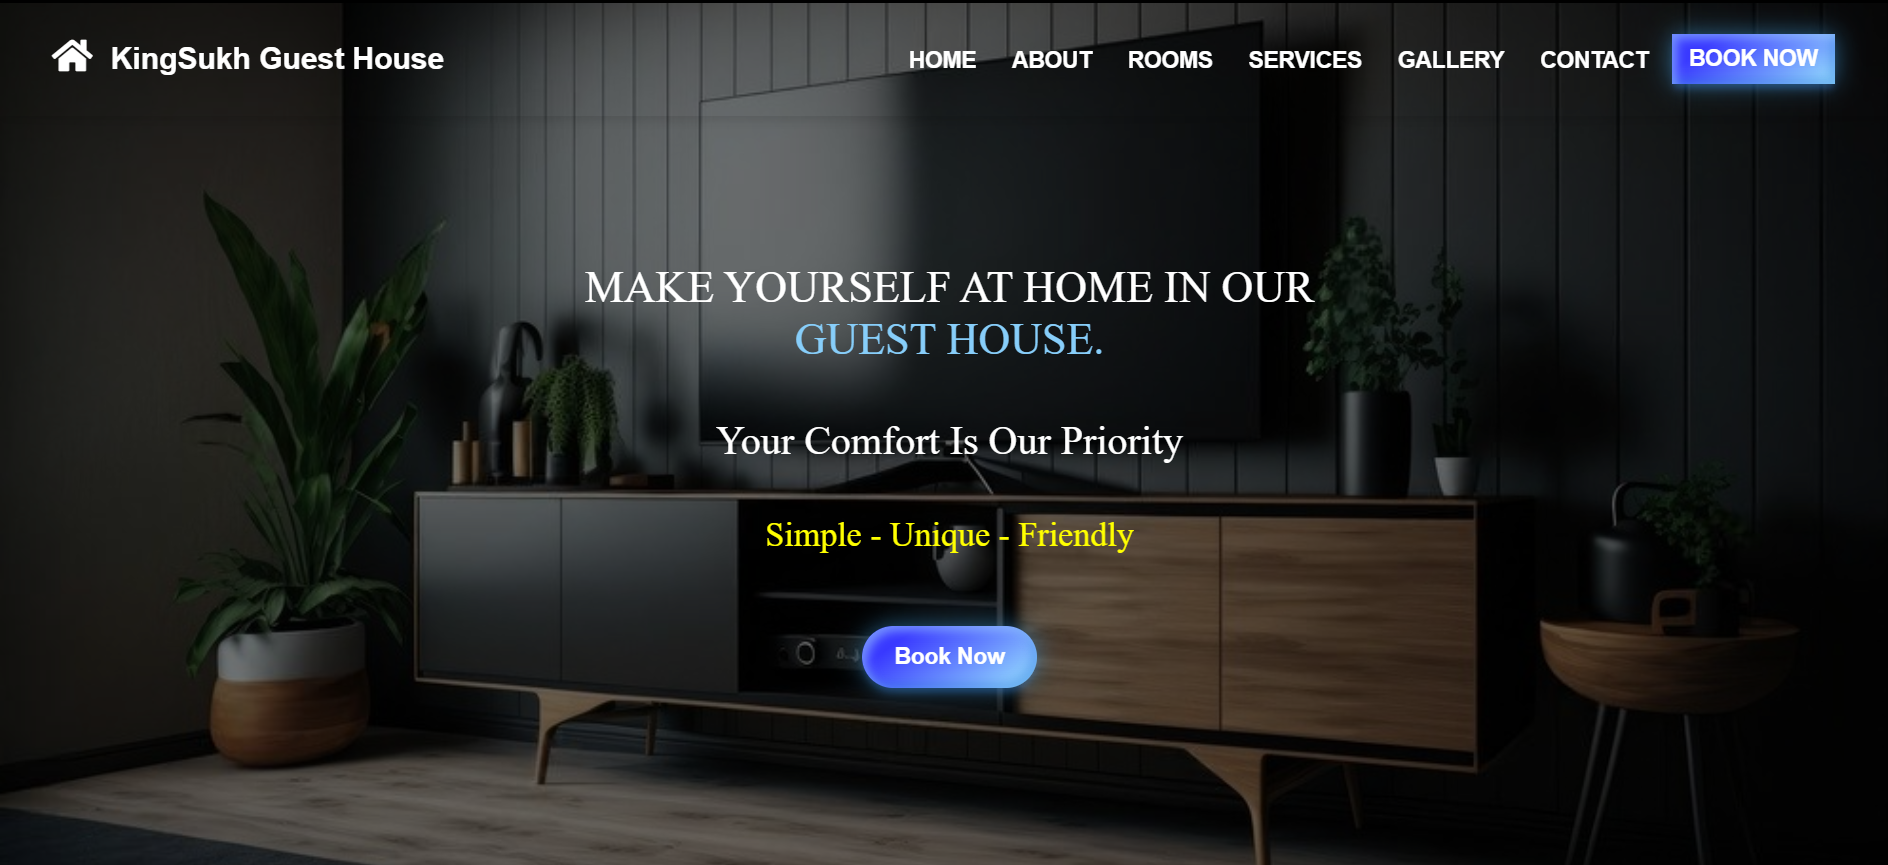 KingSukh Guest House
HOME
ABOUT
ROOMS
SERVICES
GALLERY
CONTACT
BOOK NOW
MAKE YOURSELF AT HOME IN OUR
GUEST HOUSE.
Your Comfort Is Our Priority
Simple - Unique - Friendly
Book Now